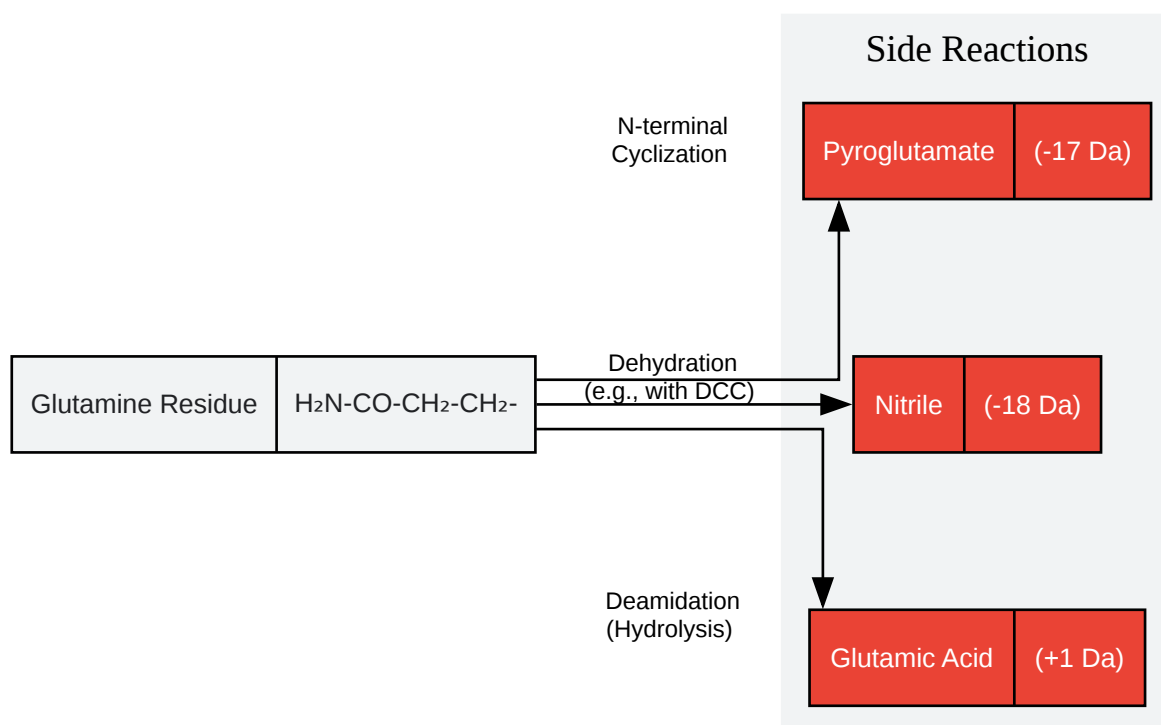 Side Reactions
N-terminal
Cyclization
Pyroglutamate
(-17 Da)
Glutamine Residue
H₂N-CO-CH₂-CH₂-
Dehydration
(e.g., with DCC)
Nitrile
(-18 Da)
Deamidation
(Hydrolysis)
Glutamic Acid
(+1 Da)